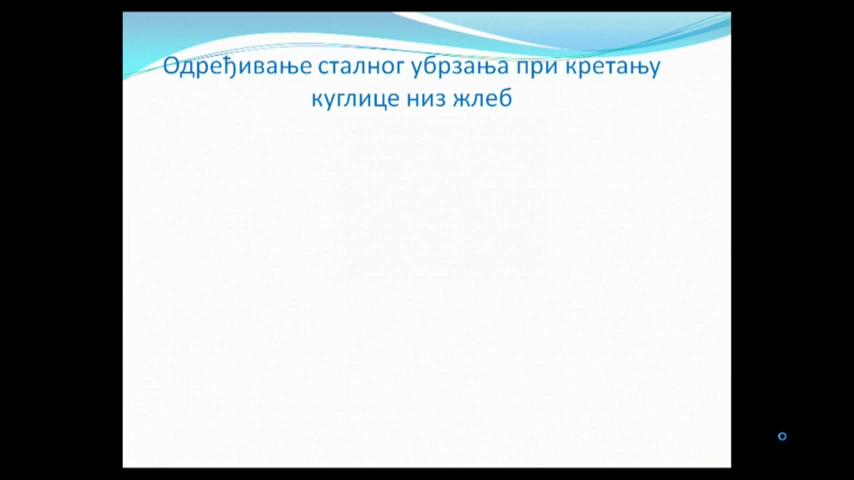 Одређивање сталног убрзања при кретању
куглице низ жлеб